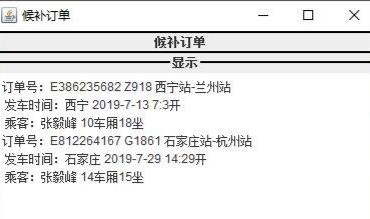 候补订单
候补订单
显示
订单号：E386235682 Z918 西宁站-兰州站
发车时间：西宁 2019-7-13 7:3开
乘客：张毅峰 10车厢18坐
订单号：E812264167 G1861 石家庄站-杭州站
发车时间：石家庄 2019-7-29 14:29开
乘客：张毅峰 14车厢15坐